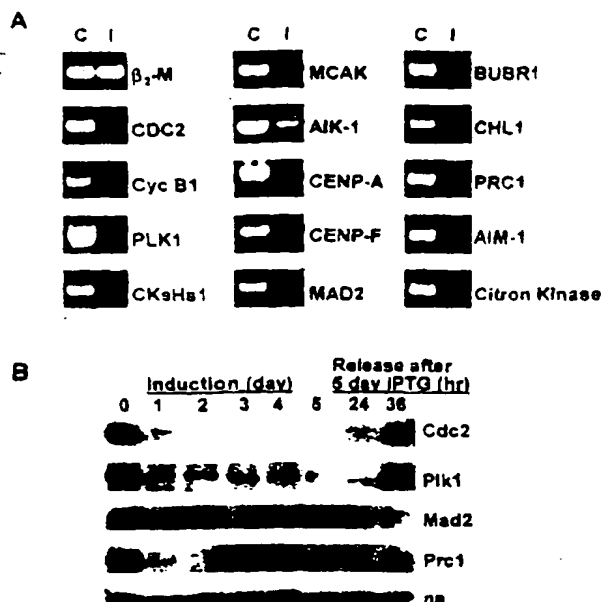 A
C I C I C I
β₂-M MCAK BUBR1
CDC2 AIK-1 CHL1
Cyc B1 CENP-A PRC1
PLK1 CENP-F AIM-1
CKsHs1 MAD2 Citron Kinase
B
Release after
Induction (day) 5 day IPTG (hr)
0 1 2 3 4 5 24 36
Cdc2
Plk1
Mad2
Prc1
ns